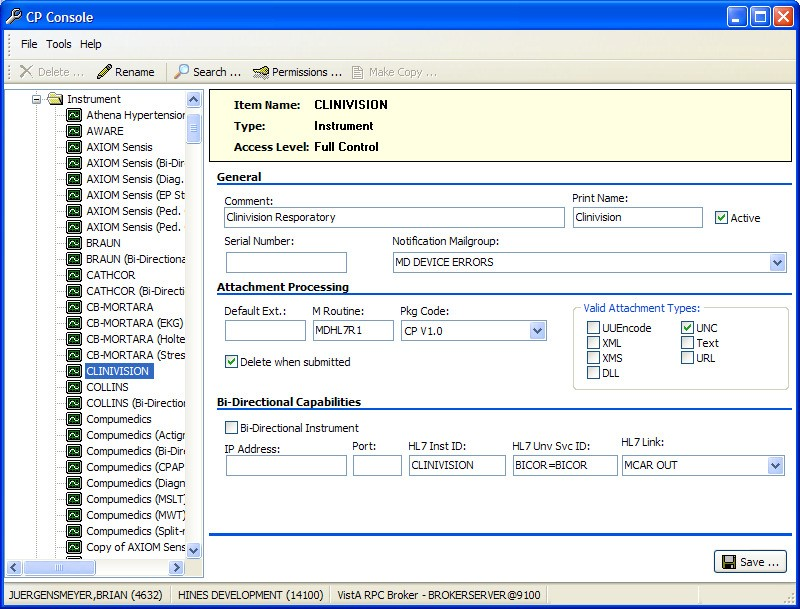 CP Console
File Tools Help
Delete ... Rename Search ... Permissions ... Make Copy ...
Instrument
Athena Hypertension
AWARE
AXIOM Sensis
AXIOM Sensis (Bi-Dir
AXIOM Sensis (Diag.
AXIOM Sensis (EP St
AXIOM Sensis (Ped. 
AXIOM Sensis (Ped. 
BRAUN
BRAUN (Bi-Directiona
CATHCOR
CATHCOR (Bi-Directi
CB-MORTARA
CB-MORTARA (EKG)
CB-MORTARA (Holte
CB-MORTARA (Stres
CLINIVISION
COLLINS
COLLINS (Bi-Direction
Compumedics
Compumedics (Actigr
Compumedics (Bi-Dir
Compumedics (CPAP
Compumedics (Diagn
Compumedics (MSLT)
Compumedics (MWT)
Compumedics (Split-n
Copy of AXIOM Sens
Item Name: CLINIVISION
Type: Instrument
Access Level: Full Control
General
Comment: Print Name:
Clinivision Resporatory Clinivision Active
Serial Number: Notification Mailgroup:
MD DEVICE ERRORS
Attachment Processing
Default Ext.: M Routine: Pkg Code:
MDHL7R1 CP V1.0
Delete when submitted
Valid Attachment Types:
UUEncode UNC
XML Text
XMS URL
DLL
Bi-Directional Capabilities
Bi-Directional Instrument
IP Address: Port: HL7 Inst ID: HL7 Unv Svc ID: HL7 Link:
CLINIVISION BICOR=BICOR MCAR OUT
Save ...
JUERGENSMEYER,BRIAN (4632) HINES DEVELOPMENT (14100) VistA RPC Broker - BROKERSERVER@9100